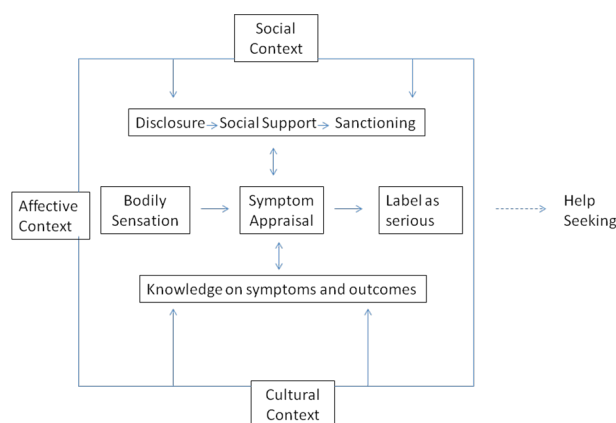 Social
Context
Disclosure → Social Support → Sanctioning
Affective
Context
Bodily
Sensation
Symptom
Appraisal
Label as
serious
Help
Seeking
Knowledge on symptoms and outcomes
Cultural
Context